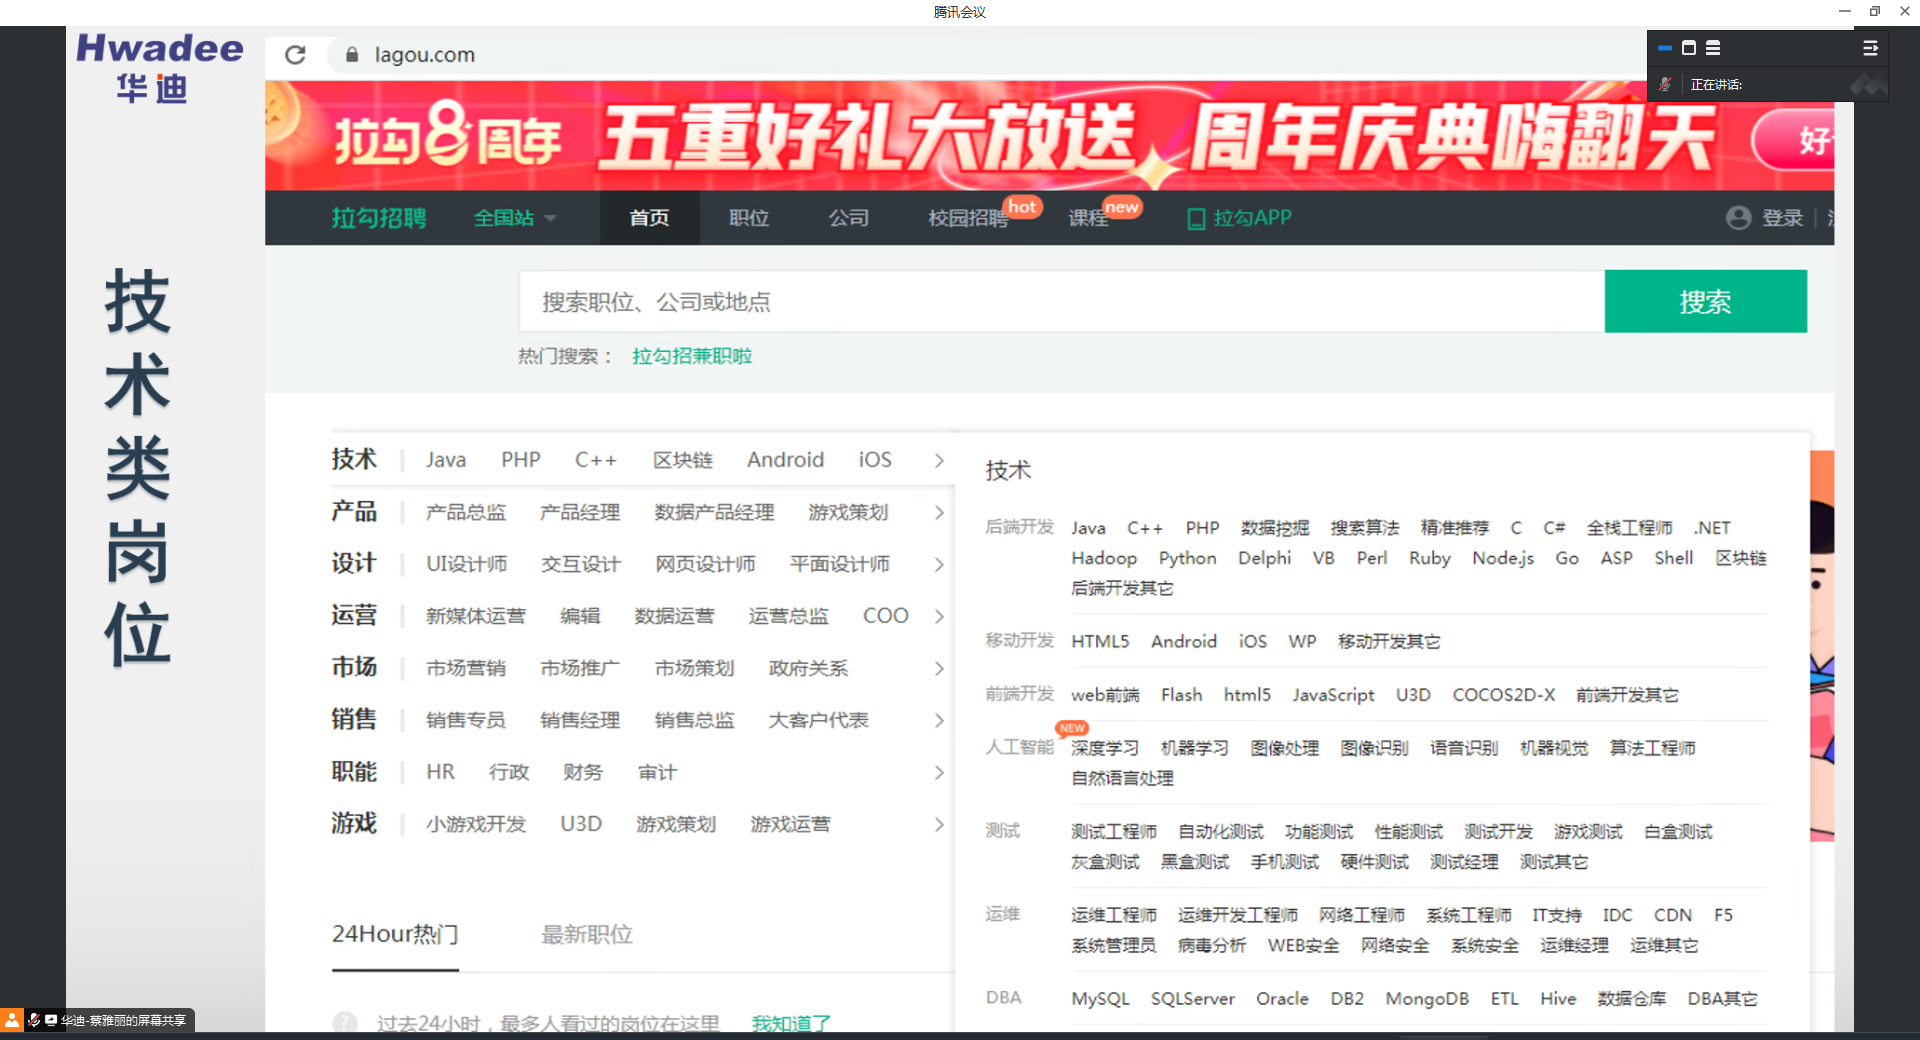 腾讯会议
Hwadee
华迪
lagou.com
正在讲话:
拉勾8周年 五重好礼大放送 周年庆典嗨翻天
拉勾招聘 全国站 首页 职位 公司 校园招聘 hot 课程 new 拉勾APP 登录
技术类岗位
搜索职位、公司或地点 搜索
热门搜索： 拉勾招兼职啦
技术 Java PHP C++ 区块链 Android iOS
产品 产品总监 产品经理 数据产品经理 游戏策划
设计 UI设计师 交互设计 网页设计师 平面设计师
运营 新媒体运营 编辑 数据运营 运营总监 COO
市场 市场营销 市场推广 市场策划 政府关系
销售 销售专员 销售经理 销售总监 大客户代表
职能 HR 行政 财务 审计
游戏 小游戏开发 U3D 游戏策划 游戏运营
24Hour热门 最新职位
过去24小时，最多人看过的岗位在这里 我知道了
技术
后端开发 Java C++ PHP 数据挖掘 搜索算法 精准推荐 C C# 全栈工程师 .NET
Hadoop Python Delphi VB Perl Ruby Node.js Go ASP Shell 区块链
后端开发其它
移动开发 HTML5 Android iOS WP 移动开发其它
前端开发 web前端 Flash html5 JavaScript U3D COCOS2D-X 前端开发其它
人工智能 NEW 深度学习 机器学习 图像处理 图像识别 语音识别 机器视觉 算法工程师
自然语言处理
测试 测试工程师 自动化测试 功能测试 性能测试 测试开发 游戏测试 白盒测试
灰盒测试 黑盒测试 手机测试 硬件测试 测试经理 测试其它
运维 运维工程师 运维开发工程师 网络工程师 系统工程师 IT支持 IDC CDN F5
系统管理员 病毒分析 WEB安全 网络安全 系统安全 运维经理 运维其它
DBA MySQL SQLServer Oracle DB2 MongoDB ETL Hive 数据仓库 DBA其它
华迪-蔡雅丽的屏幕共享